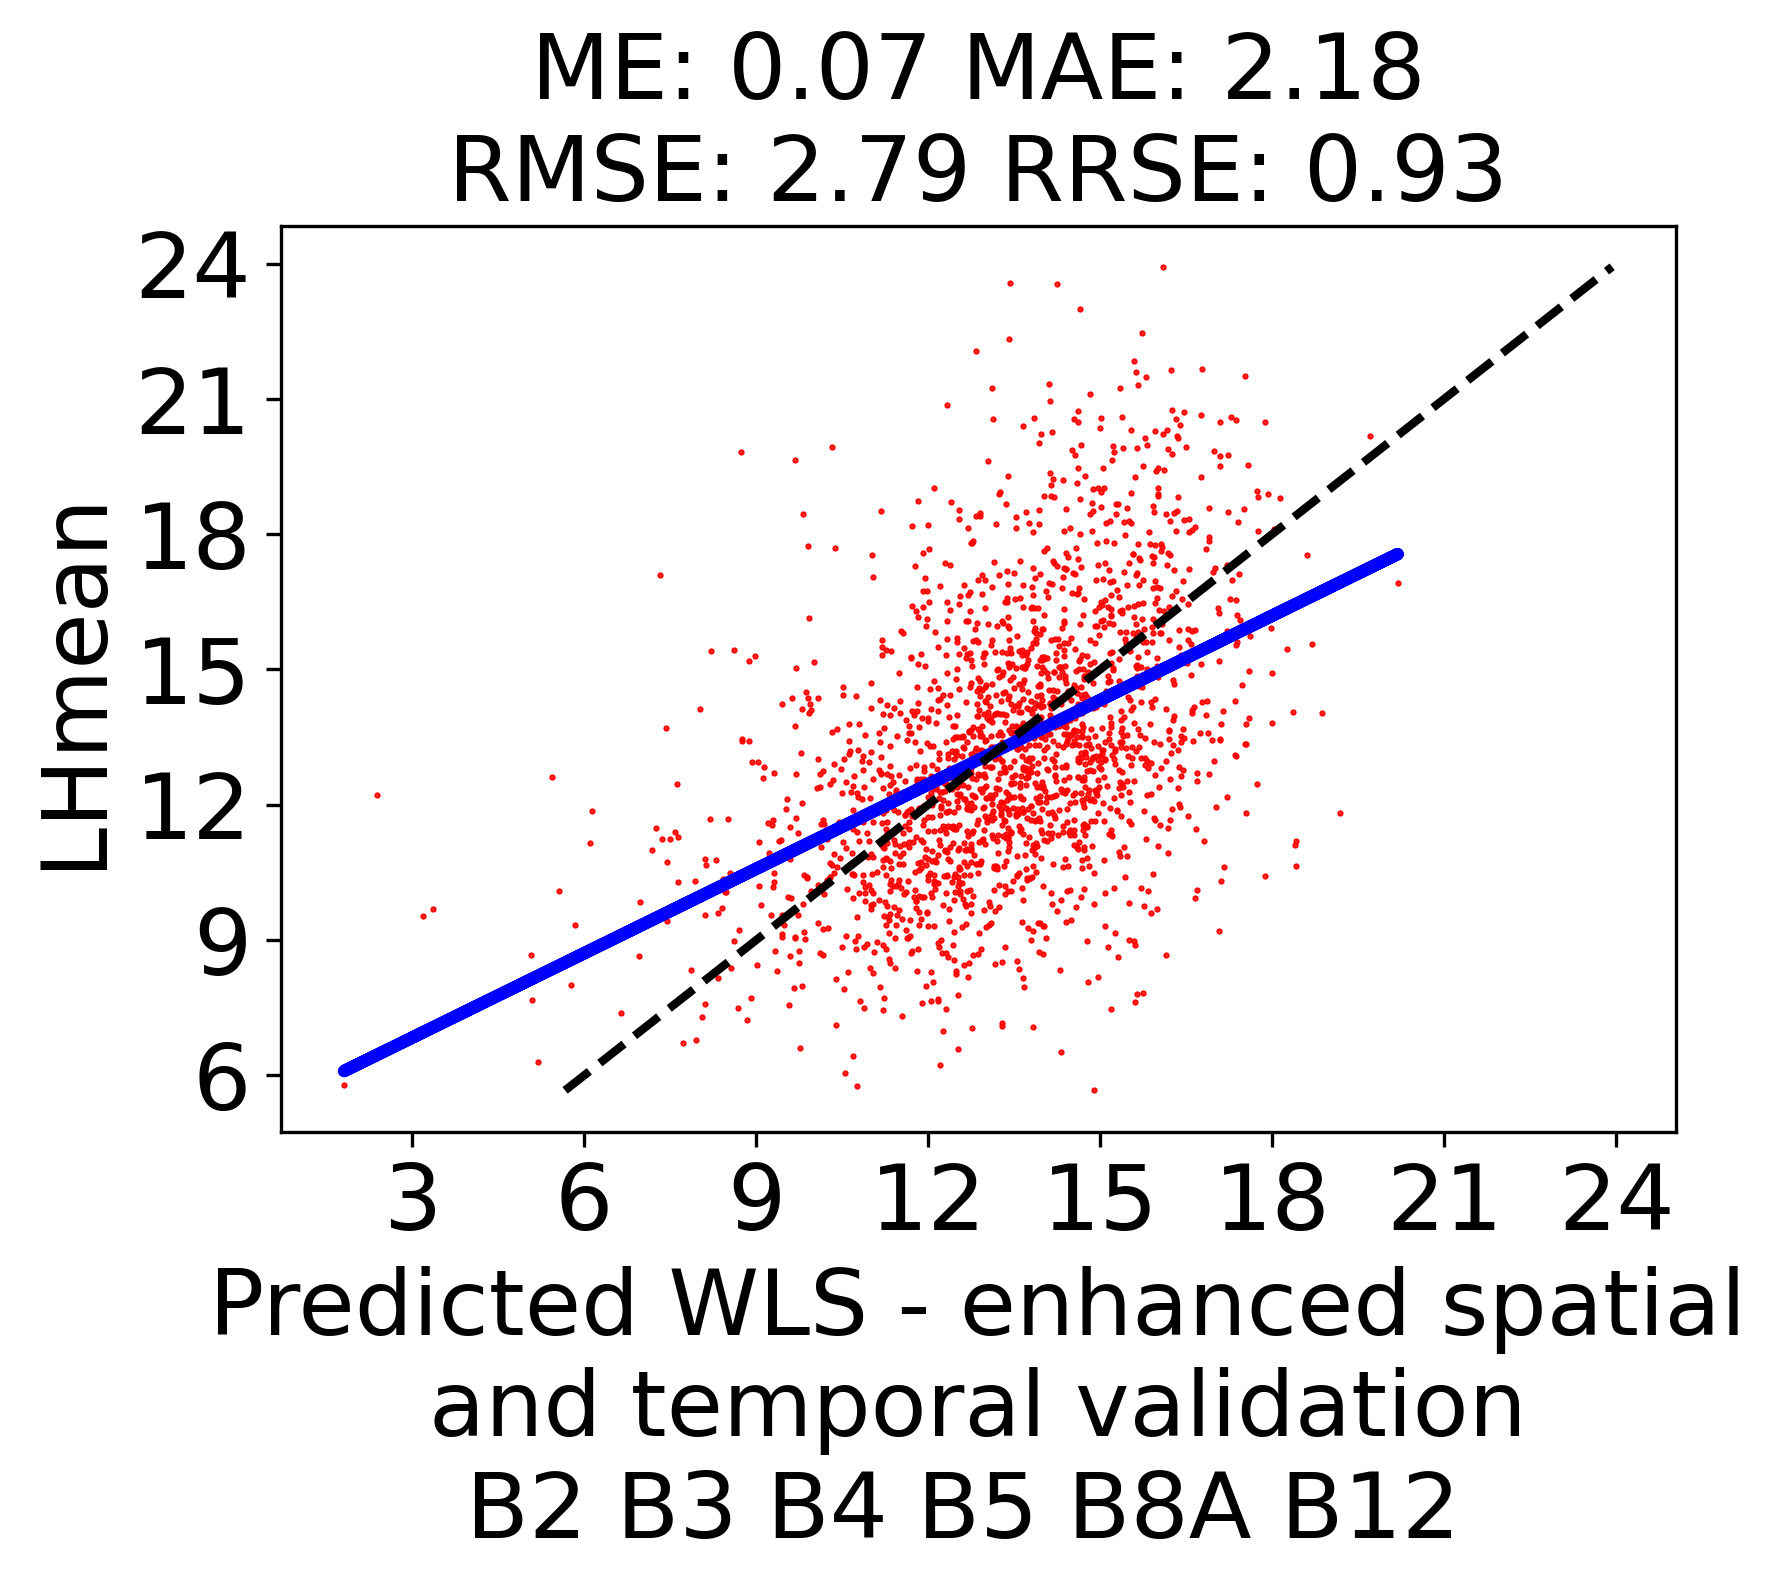 ME: 0.07 MAE: 2.18
RMSE: 2.79 RRSE: 0.93
24
21
18
15
12
9
6
LHmean
3 6 9 12 15 18 21 24
Predicted WLS - enhanced spatial
and temporal validation
B2 B3 B4 B5 B8A B12